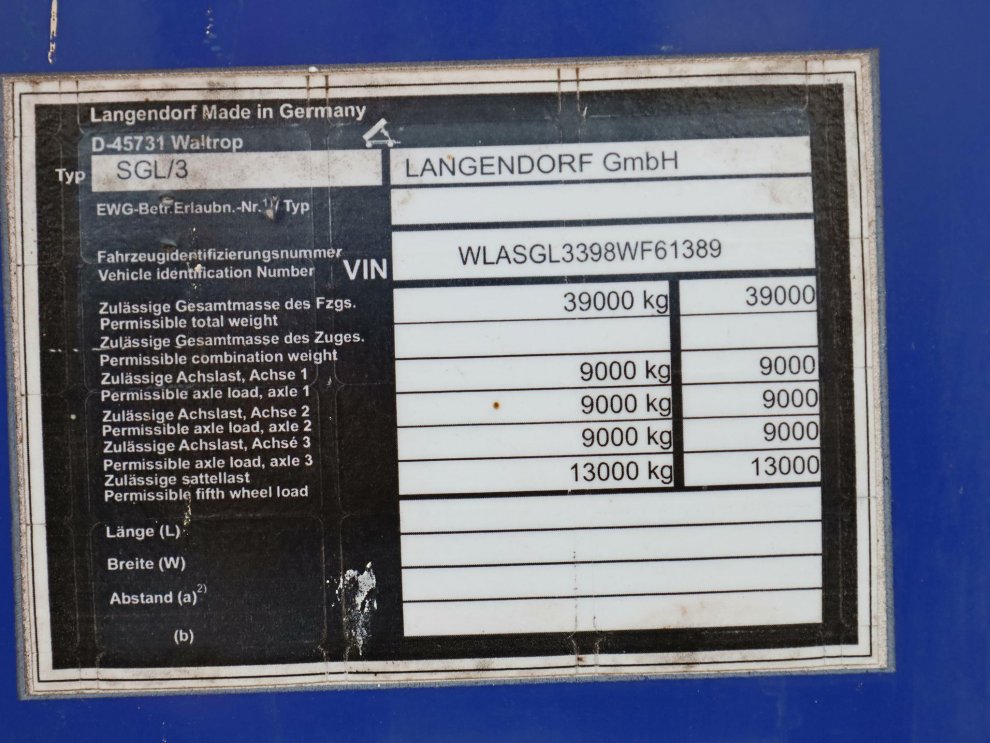 Langendorf Made in Germany
D-45731 Waltrop
Typ SGL/3 LANGENDORF GmbH
EWG-Betr.Erlaubn.-Nr.¹⁾/ Typ
Fahrzeugidentifizierungsnummer
Vehicle identification Number VIN WLASGL3398WF61389
Zulässige Gesamtmasse des Fzgs. 39000 kg 39000
Permissible total weight
Zulässige Gesamtmasse des Zuges.
Permissible combination weight
Zulässige Achslast, Achse 1 9000 kg 9000
Permissible axle load, axle 1
Zulässige Achslast, Achse 2 9000 kg 9000
Permissible axle load, axle 2
Zulässige Achslast, Achsé 3 9000 kg 9000
Permissible axle load, axle 3
Zulässige sattellast 13000 kg 13000
Permissible fifth wheel load
Länge (L)
Breite (W)
Abstand (a)²⁾
(b)